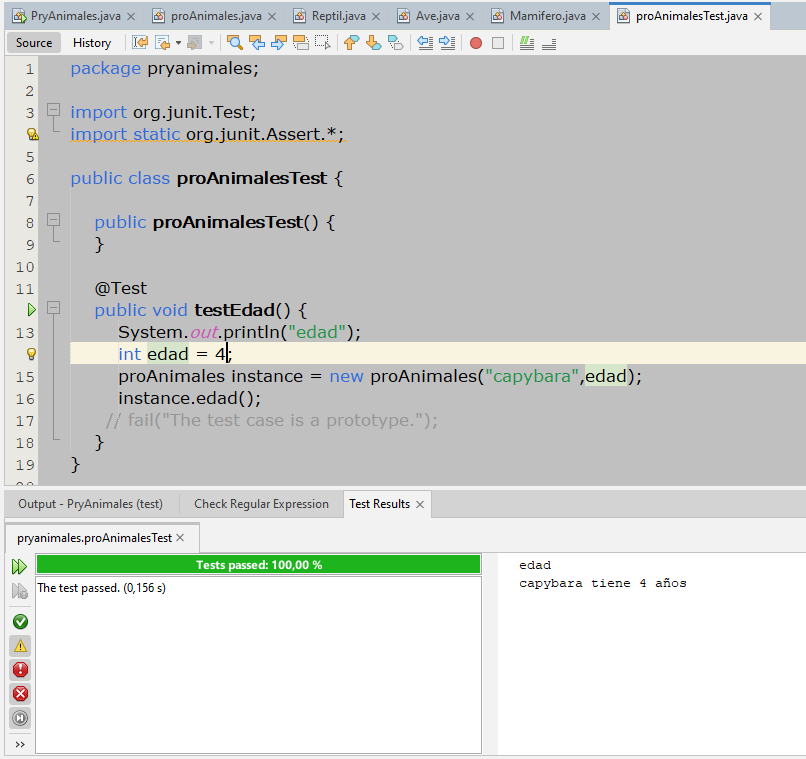 PryAnimales.java proAnimales.java Reptil.java Ave.java Mamifero.java proAnimalesTest.java
Source History
1 package pryanimales;
2
3 import org.junit.Test;
import static org.junit.Assert.*;
5
6 public class proAnimalesTest {
7
8 public proAnimalesTest() {
9 }
10
11 @Test
public void testEdad() {
13 System.out.println("edad");
int edad = 4;
15 proAnimales instance = new proAnimales("capybara",edad);
16 instance.edad();
17 // fail("The test case is a prototype.");
18 }
19 }
Output - PryAnimales (test) Check Regular Expression Test Results
pryanimales.proAnimalesTest
Tests passed: 100,00 %
The test passed. (0,156 s)
edad
capybara tiene 4 años